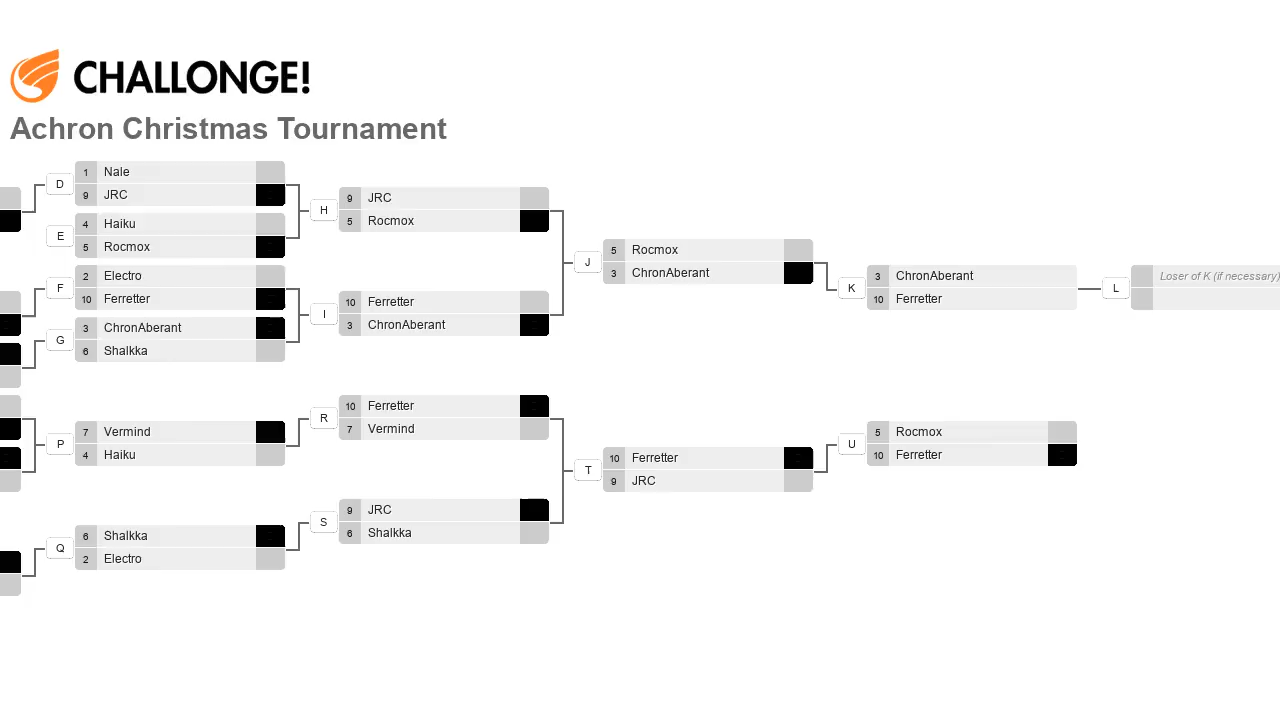 CHALLONGE!
Achron Christmas Tournament
D
1 Nale
9 JRC
E
4 Haiku
5 Rocmox
F
2 Electro
10 Ferretter
G
3 ChronAberant
6 Shalkka
H
9 JRC
5 Rocmox
I
10 Ferretter
3 ChronAberant
J
5 Rocmox
3 ChronAberant
K
3 ChronAberant
10 Ferretter
L
Loser of K (if necessary)
P
7 Vermind
4 Haiku
Q
6 Shalkka
2 Electro
R
10 Ferretter
7 Vermind
S
9 JRC
6 Shalkka
T
10 Ferretter
9 JRC
U
5 Rocmox
10 Ferretter